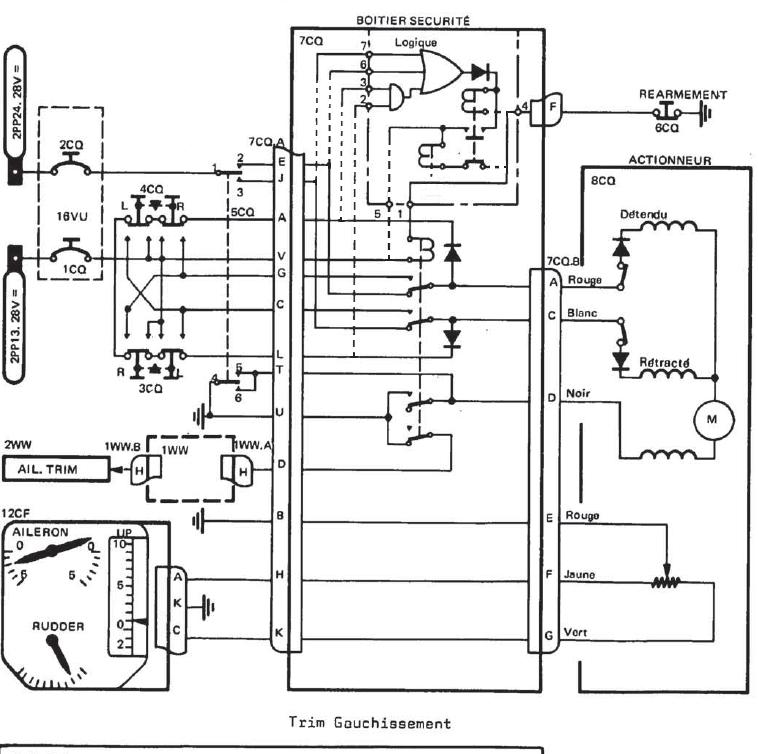 BOITIER SECURITÉ
7CQ
Logique
7
6
3
2
4
F
REARMEMENT
6CQ
2PP24. 28V =
2CQ
16VU
1CQ
2PP13. 28V =
4CQ
L
R
5CQ
R
L
3CQ
1
2
3
4
5
6
7CQ.A
E
J
A
V
G
C
L
T
U
D
B
H
K
5
1
ACTIONNEUR
8CQ
Détendu
7CQ.B
A
Rouge
C
Blanc
Rétracté
D
Noir
M
E
Rouge
F
Jaune
G
Vert
2WW
AIL. TRIM
1WW.B
H
1WW
1WW.A
H
12CF
AILERON
0
0
5
5
UP
10
5
0
2
RUDDER
A
K
C
Trim Gauchissement